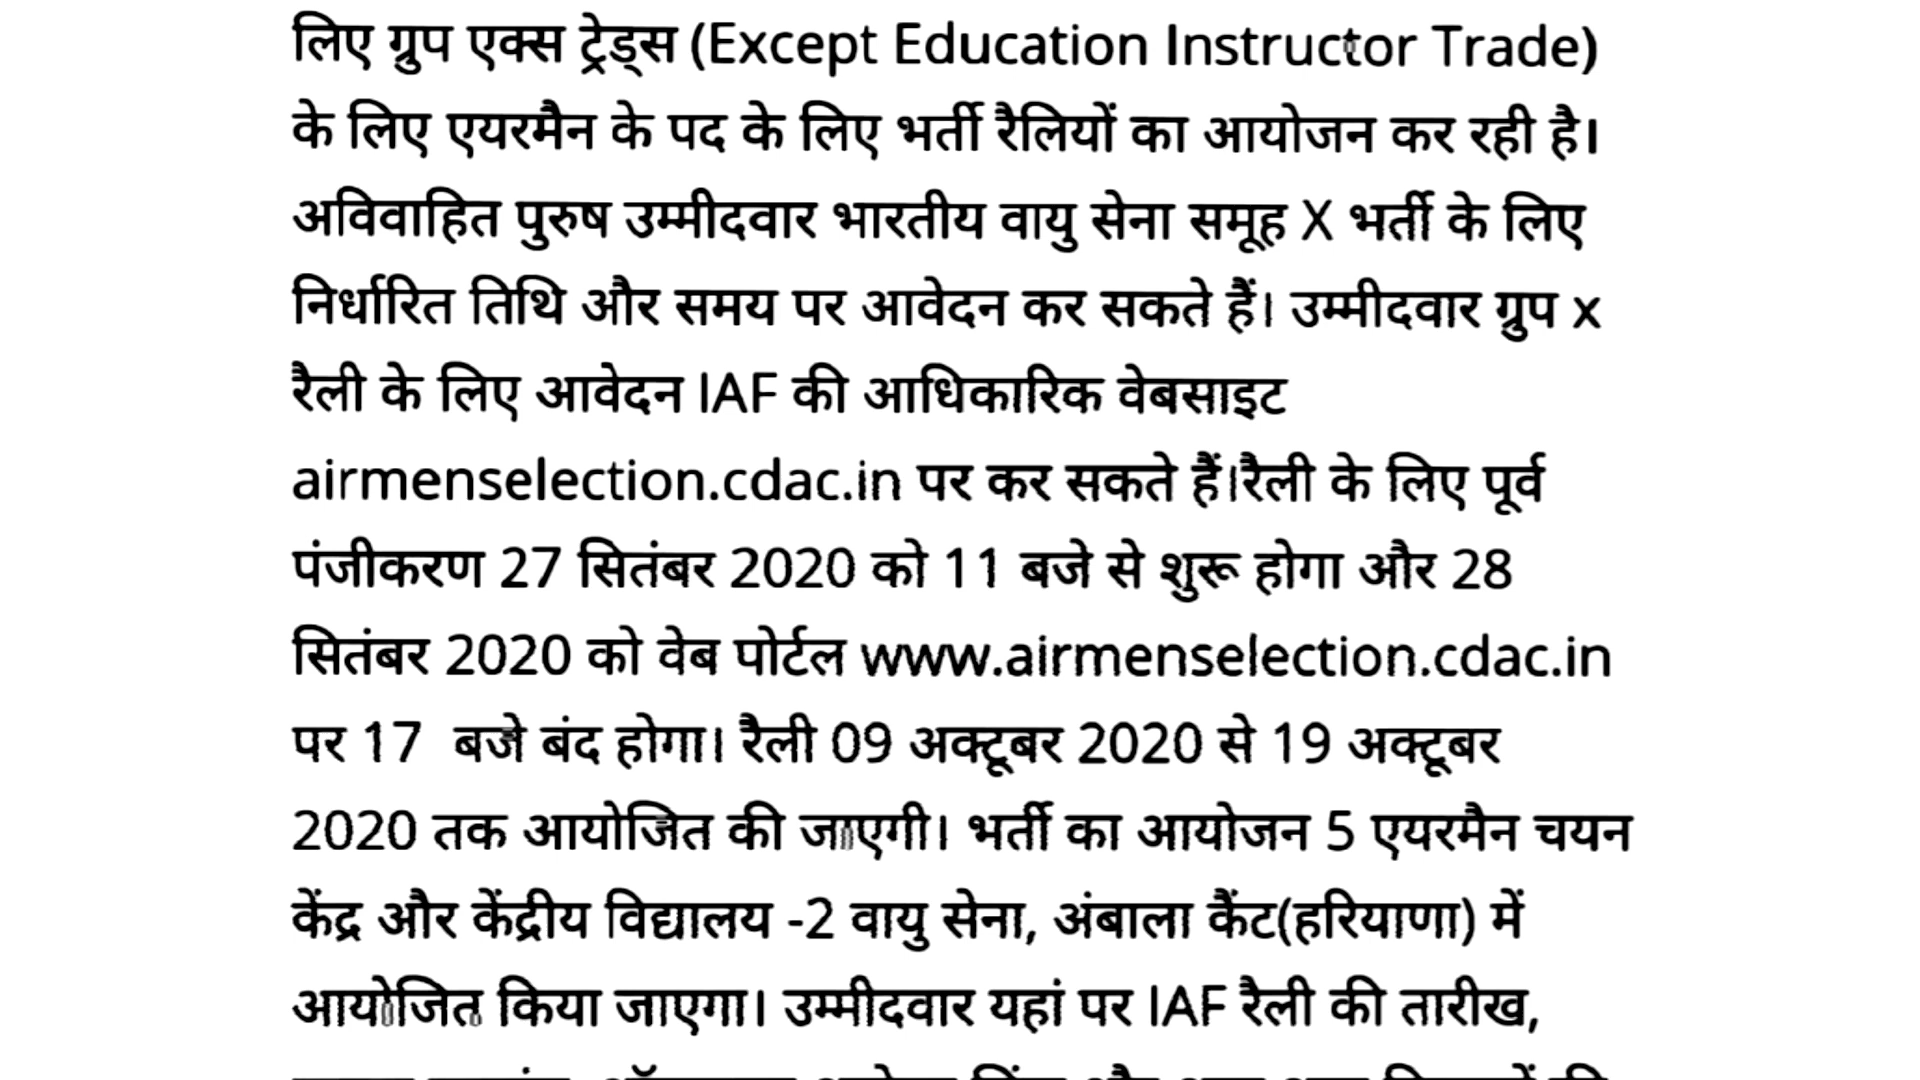 लिए ग्रुप एक्स ट्रेड्स (Except Education Instructor Trade)
के लिए एयरमैन के पद के लिए भर्ती रैलियों का आयोजन कर रही है।
अविवाहित पुरुष उम्मीदवार भारतीय वायु सेना समूह X भर्ती के लिए
निर्धारित तिथि और समय पर आवेदन कर सकते हैं। उम्मीदवार ग्रुप x
रैली के लिए आवेदन IAF की आधिकारिक वेबसाइट
airmenselection.cdac.in पर कर सकते हैं।रैली के लिए पूर्व
पंजीकरण 27 सितंबर 2020 को 11 बजे से शुरू होगा और 28
सितंबर 2020 को वेब पोर्टल www.airmenselection.cdac.in
पर 17  बजे बंद होगा। रैली 09 अक्टूबर 2020 से 19 अक्टूबर
2020 तक आयोजित की जाएगी। भर्ती का आयोजन 5 एयरमैन चयन
केंद्र और केंद्रीय विद्यालय -2 वायु सेना, अंबाला कैंट(हरियाणा) में
आयोजित किया जाएगा। उम्मीदवार यहां पर IAF रैली की तारीख,